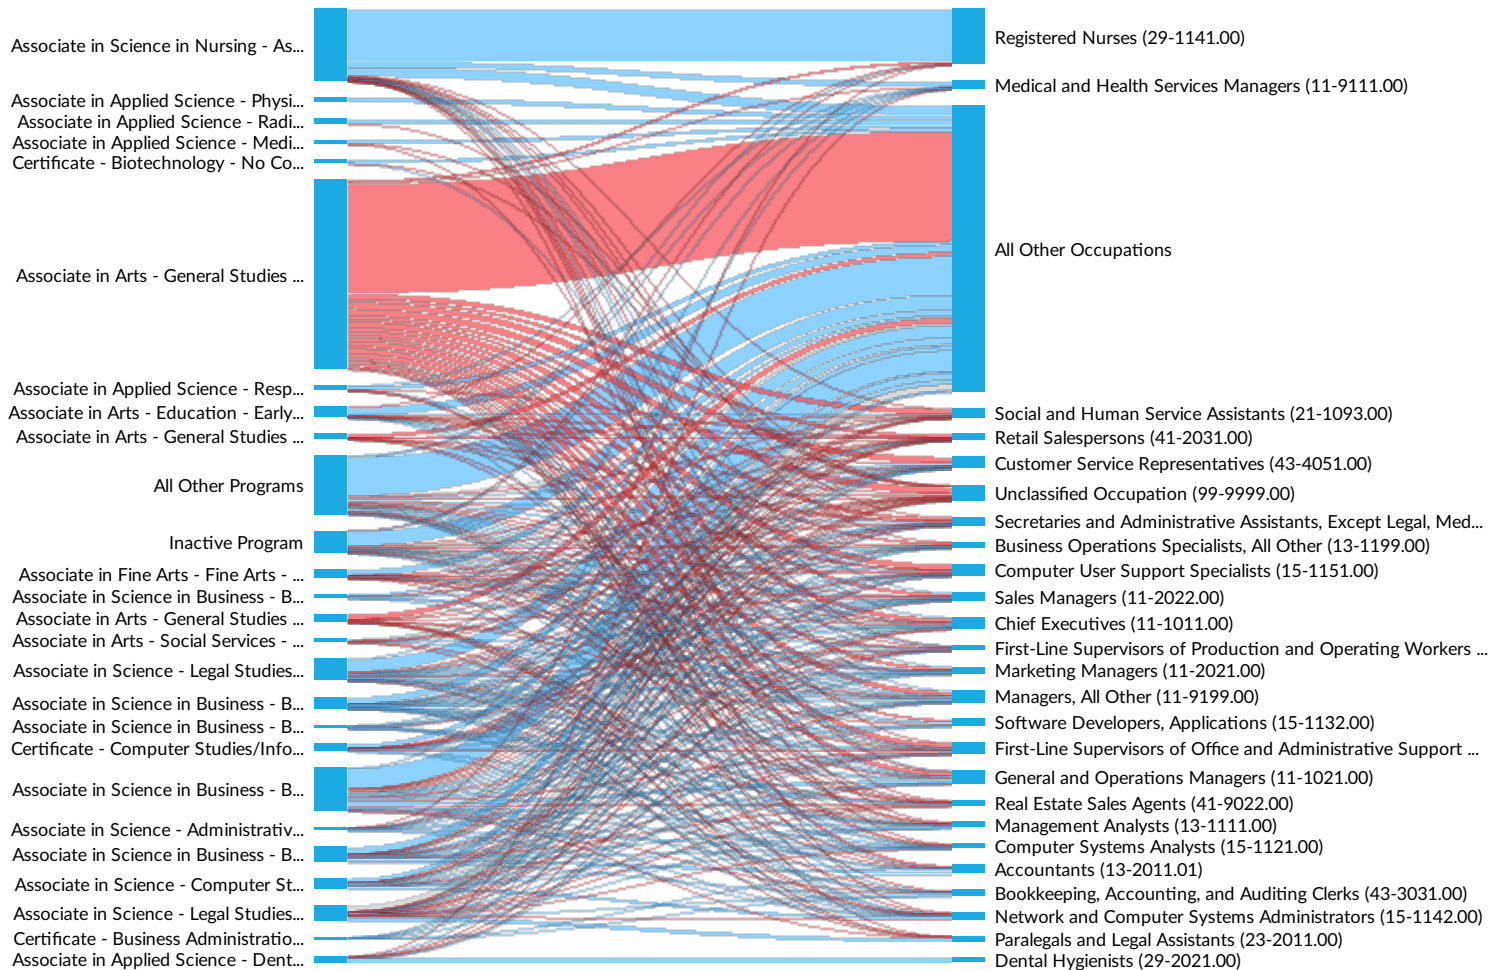 Associate in Science in Nursing - As...
Associate in Applied Science - Physi...
Associate in Applied Science - Radi...
Associate in Applied Science - Medi...
Certificate - Biotechnology - No Co...
Associate in Arts - General Studies ...
Associate in Applied Science - Resp...
Associate in Arts - Education - Early...
Associate in Arts - General Studies ...
All Other Programs
Inactive Program
Associate in Fine Arts - Fine Arts - ...
Associate in Science in Business - B...
Associate in Arts - General Studies ...
Associate in Arts - Social Services - ...
Associate in Science - Legal Studies...
Associate in Science in Business - B...
Associate in Science in Business - B...
Certificate - Computer Studies/Info...
Associate in Science in Business - B...
Associate in Science - Administrativ...
Associate in Science in Business - B...
Associate in Science - Computer St...
Associate in Science - Legal Studies...
Certificate - Business Administratio...
Associate in Applied Science - Dent...
Registered Nurses (29-1141.00)
Medical and Health Services Managers (11-9111.00)
All Other Occupations
Social and Human Service Assistants (21-1093.00)
Retail Salespersons (41-2031.00)
Customer Service Representatives (43-4051.00)
Unclassified Occupation (99-9999.00)
Secretaries and Administrative Assistants, Except Legal, Med...
Business Operations Specialists, All Other (13-1199.00)
Computer User Support Specialists (15-1151.00)
Sales Managers (11-2022.00)
Chief Executives (11-1011.00)
First-Line Supervisors of Production and Operating Workers ...
Marketing Managers (11-2021.00)
Managers, All Other (11-9199.00)
Software Developers, Applications (15-1132.00)
First-Line Supervisors of Office and Administrative Support ...
General and Operations Managers (11-1021.00)
Real Estate Sales Agents (41-9022.00)
Management Analysts (13-1111.00)
Computer Systems Analysts (15-1121.00)
Accountants (13-2011.01)
Bookkeeping, Accounting, and Auditing Clerks (43-3031.00)
Network and Computer Systems Administrators (15-1142.00)
Paralegals and Legal Assistants (23-2011.00)
Dental Hygienists (29-2021.00)